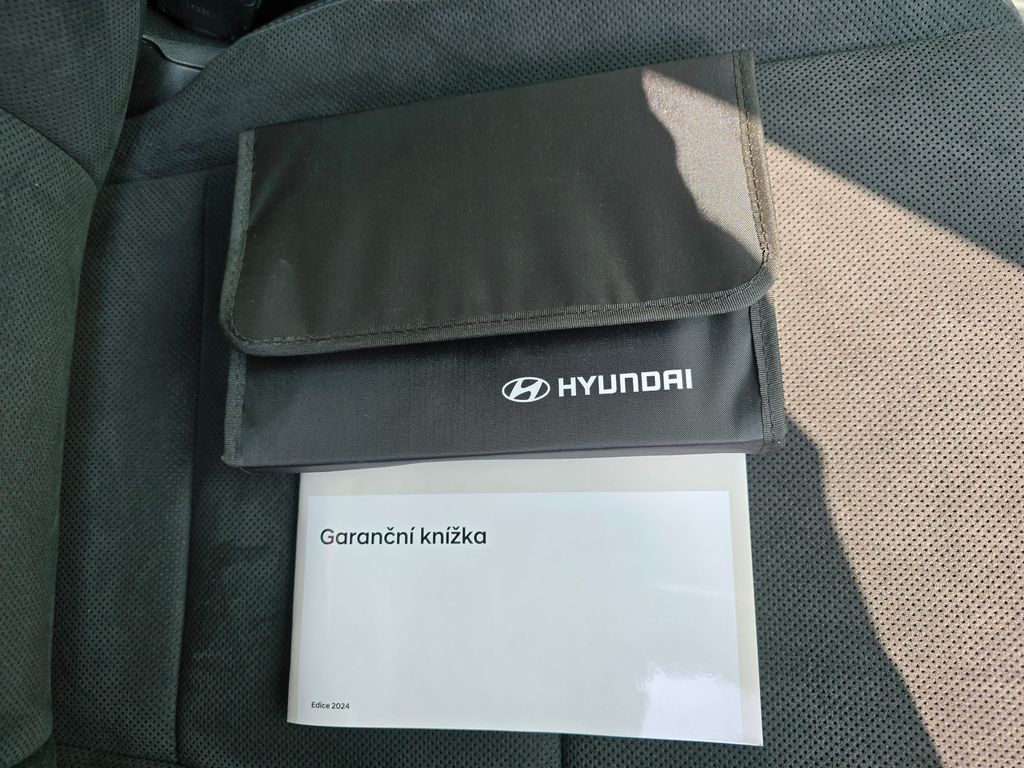 HYUNDAI
Garanční knížka
Edice 2024